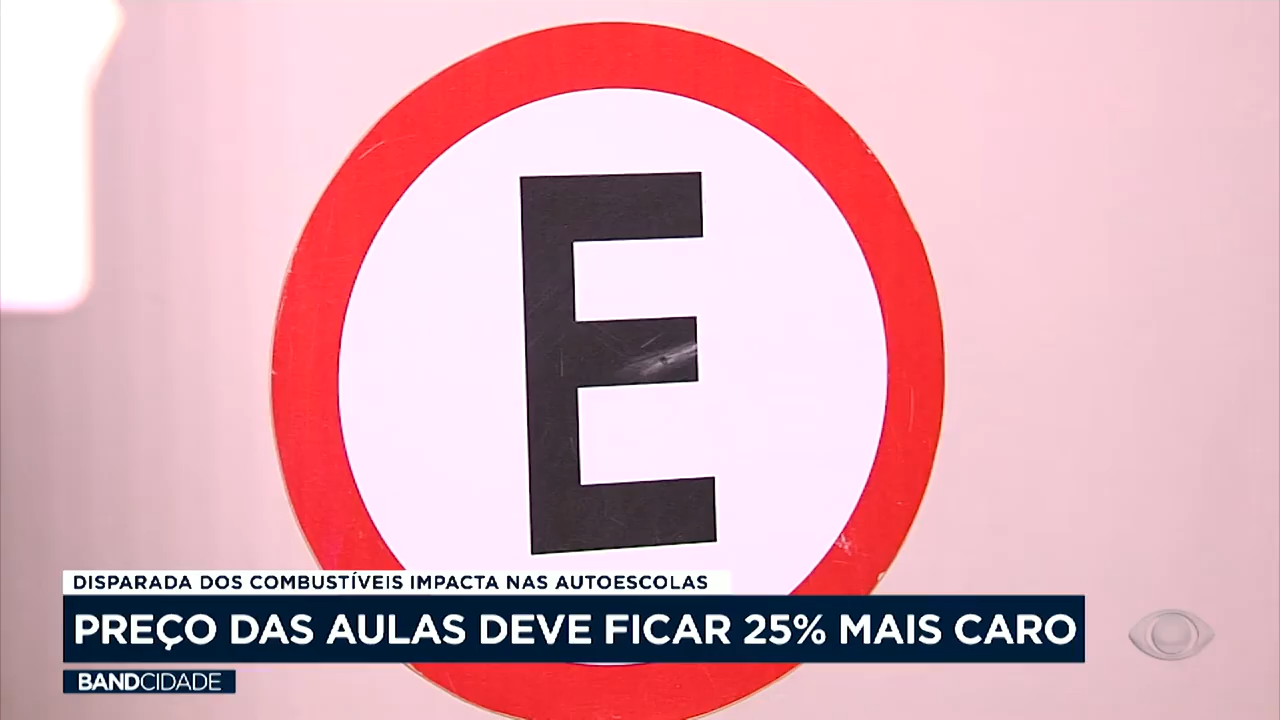 E
DISPARADA DOS COMBUSTÍVEIS IMPACTA NAS AUTOESCOLAS
PREÇO DAS AULAS DEVE FICAR 25% MAIS CARO
BANDCIDADE